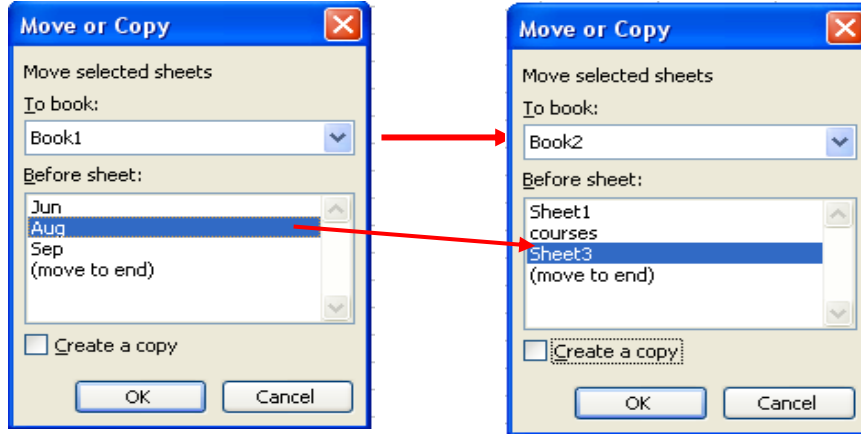 Move or Copy
Move selected sheets
To book:
Book1
Before sheet:
Jun
Aug
Sep
(move to end)
Create a copy
OK
Cancel
Move or Copy
Move selected sheets
To book:
Book2
Before sheet:
Sheet1
courses
Sheet3
(move to end)
Create a copy
OK
Cancel